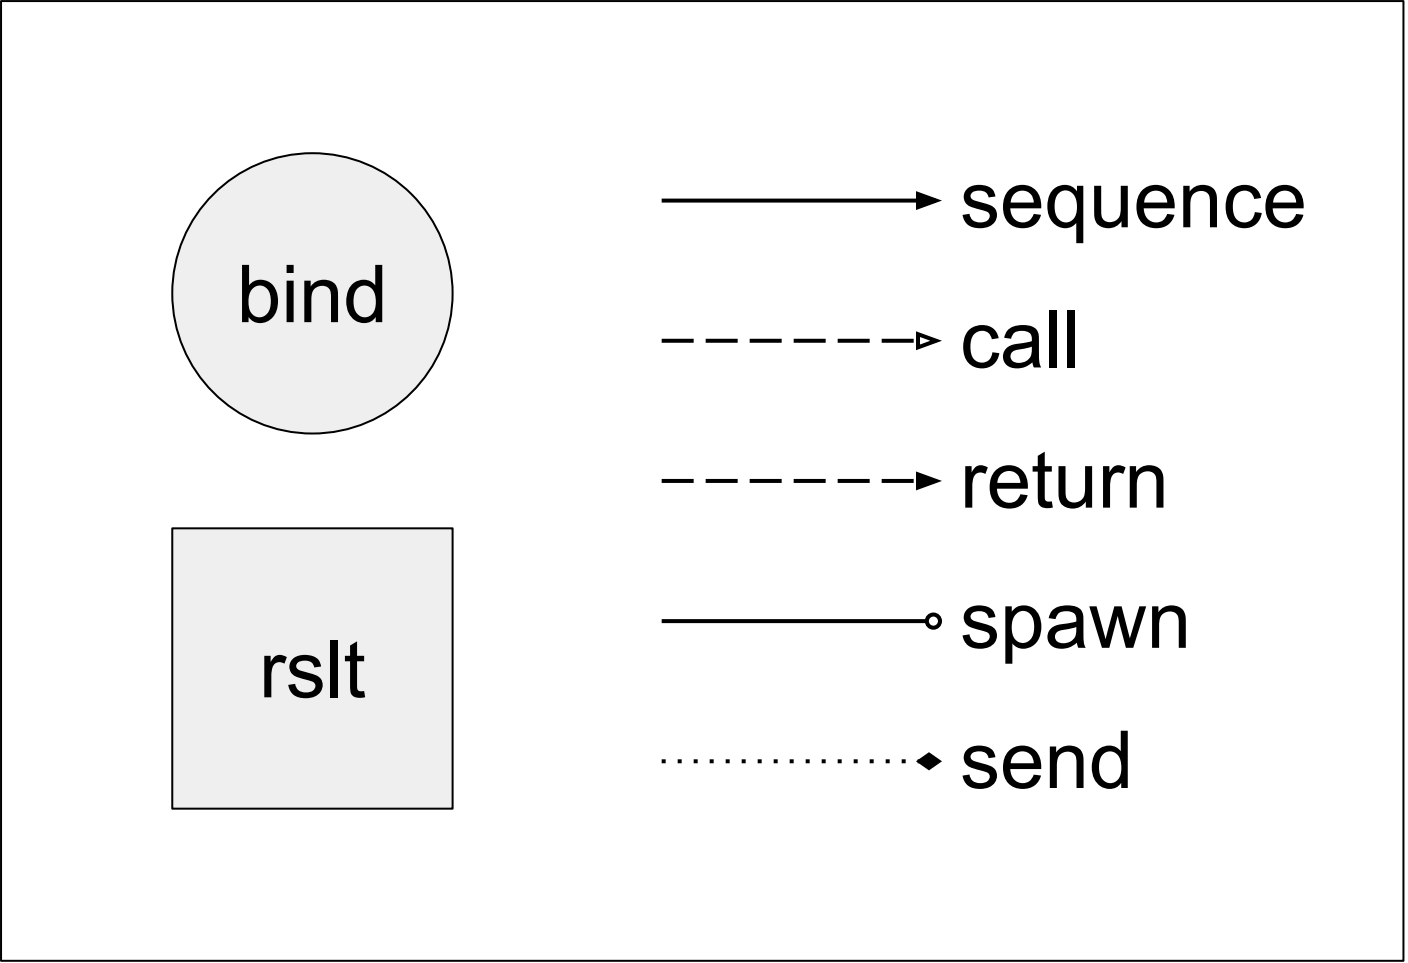 bind
rslt
sequence
call
return
spawn
send